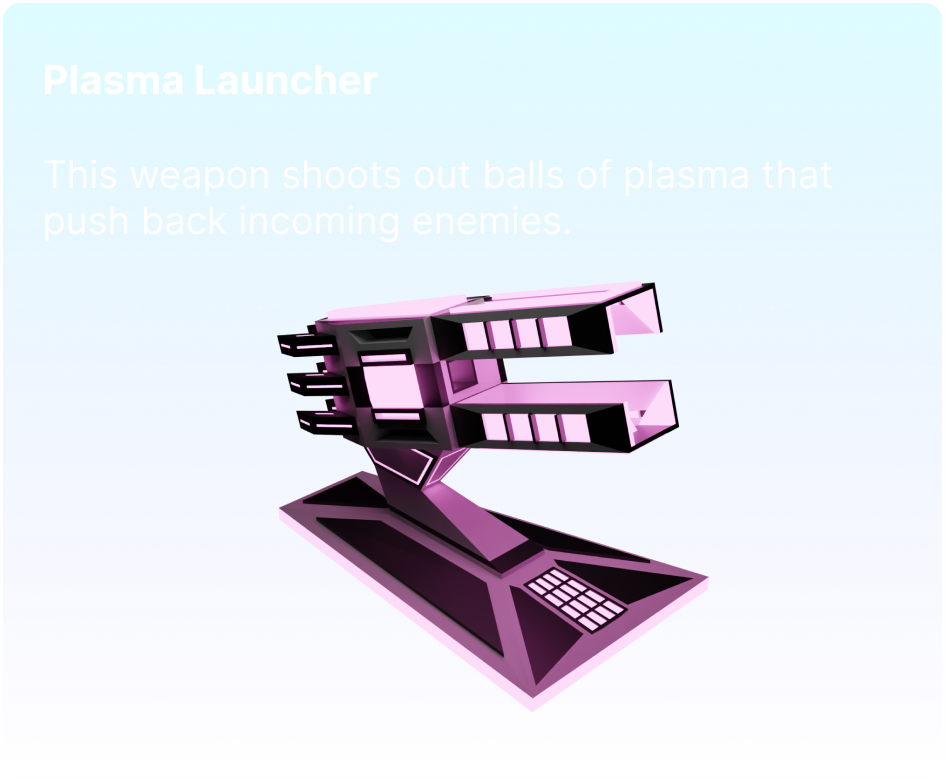 Plasma Launcher
This weapon shoots out balls of plasma that
push back incoming enemies.